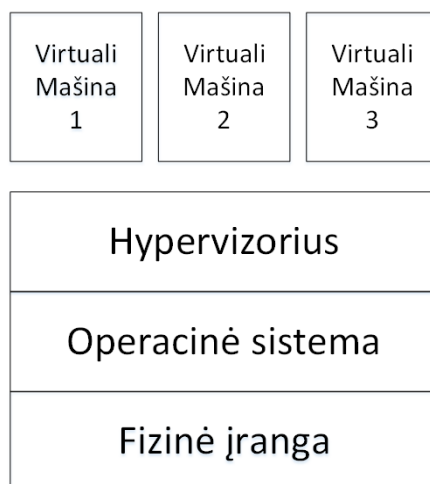 Virtuali
Mašina
1
Virtuali
Mašina
2
Virtuali
Mašina
3
Hypervizorius
Operacinė sistema
Fizinė įranga